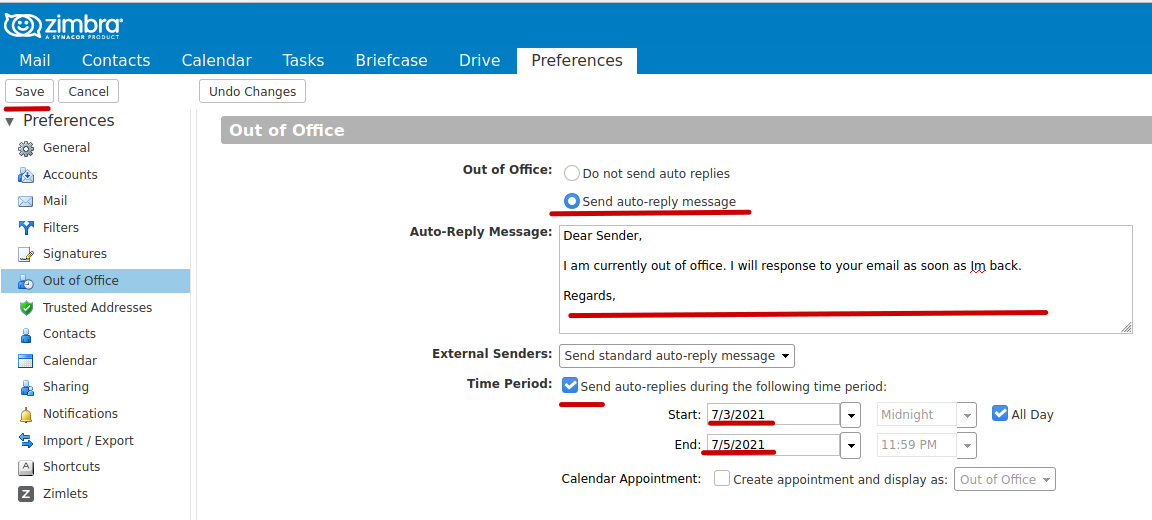 zimbra
A SYNACOR PRODUCT
Mail Contacts Calendar Tasks Briefcase Drive Preferences
Save Cancel Undo Changes
Preferences
General
Accounts
Mail
Filters
Signatures
Out of Office
Trusted Addresses
Contacts
Calendar
Sharing
Notifications
Import / Export
Shortcuts
Zimlets
Out of Office
Out of Office: Do not send auto replies
Send auto-reply message
Auto-Reply Message: Dear Sender,
I am currently out of office. I will response to your email as soon as Im back.
Regards,
External Senders: Send standard auto-reply message
Time Period: Send auto-replies during the following time period:
Start: 7/3/2021 Midnight All Day
End: 7/5/2021 11:59 PM
Calendar Appointment: Create appointment and display as: Out of Office